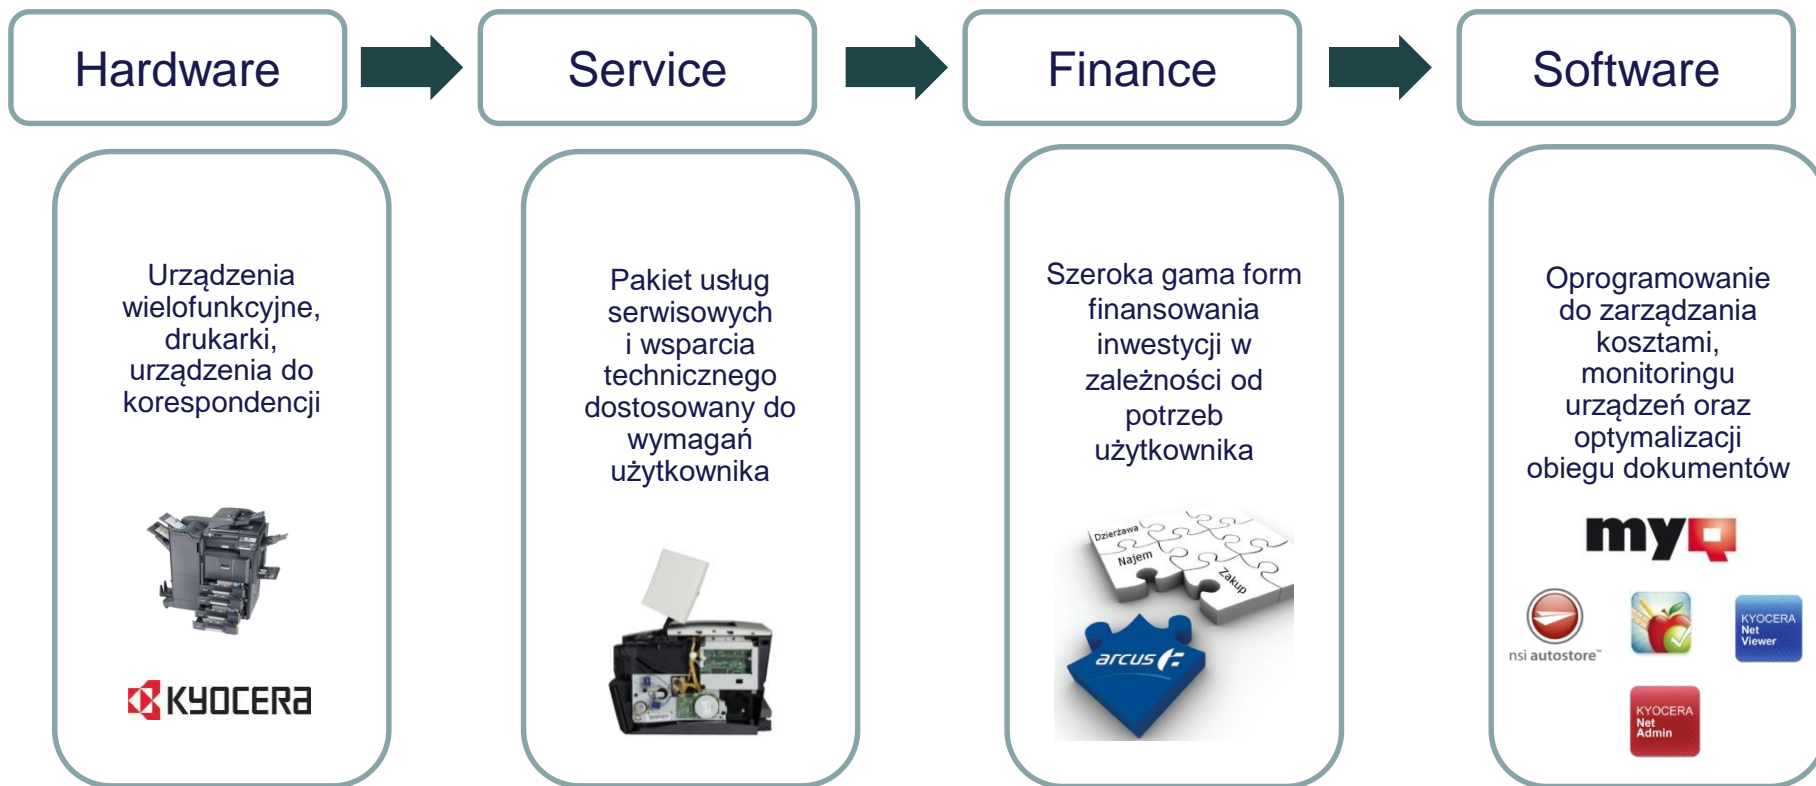 Hardware
Service
Finance
Software
Urządzenia
wielofunkcyjne,
drukarki,
urządzenia do
korespondencji
KYOCERA
Pakiet usług
serwisowych
i wsparcia
technicznego
dostosowany do
wymagań
użytkownika
Szeroka gama form
finansowania
inwestycji w
zależności od
potrzeb
użytkownika
Dzierżawa
Najem
Zakup
arcus
Oprogramowanie
do zarządzania
kosztami,
monitoringu
urządzeń oraz
optymalizacji
obiegu dokumentów
myQ
nsi autostore™
KYOCERA
Net
Viewer
KYOCERA
Net
Admin